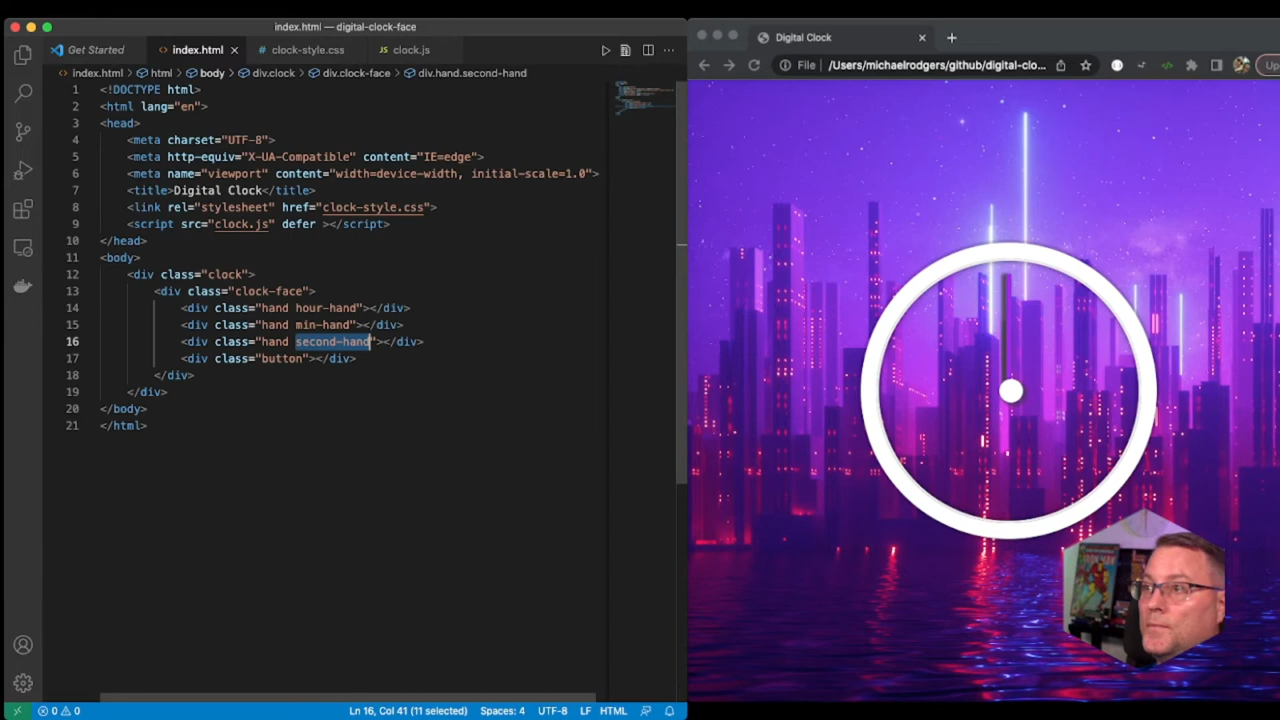 index.html — digital-clock-face
Get Started
index.html
clock-style.css
clock.js
index.html > html > body > div.clock > div.clock-face > div.hand.second-hand
1 <!DOCTYPE html>
2 <html lang="en">
3 <head>
4 <meta charset="UTF-8">
5 <meta http-equiv="X-UA-Compatible" content="IE=edge">
6 <meta name="viewport" content="width=device-width, initial-scale=1.0">
7 <title>Digital Clock</title>
8 <link rel="stylesheet" href="clock-style.css">
9 <script src="clock.js" defer ></script>
10 </head>
11 <body>
12 <div class="clock">
13 <div class="clock-face">
14 <div class="hand hour-hand"></div>
15 <div class="hand min-hand"></div>
16 <div class="hand second-hand"></div>
17 <div class="button"></div>
18 </div>
19 </div>
20 </body>
21 </html>
0 0
Ln 16, Col 41 (11 selected)
Spaces: 4
UTF-8
LF
HTML
Digital Clock
File | /Users/michaelrodgers/github/digital-clo...
Up